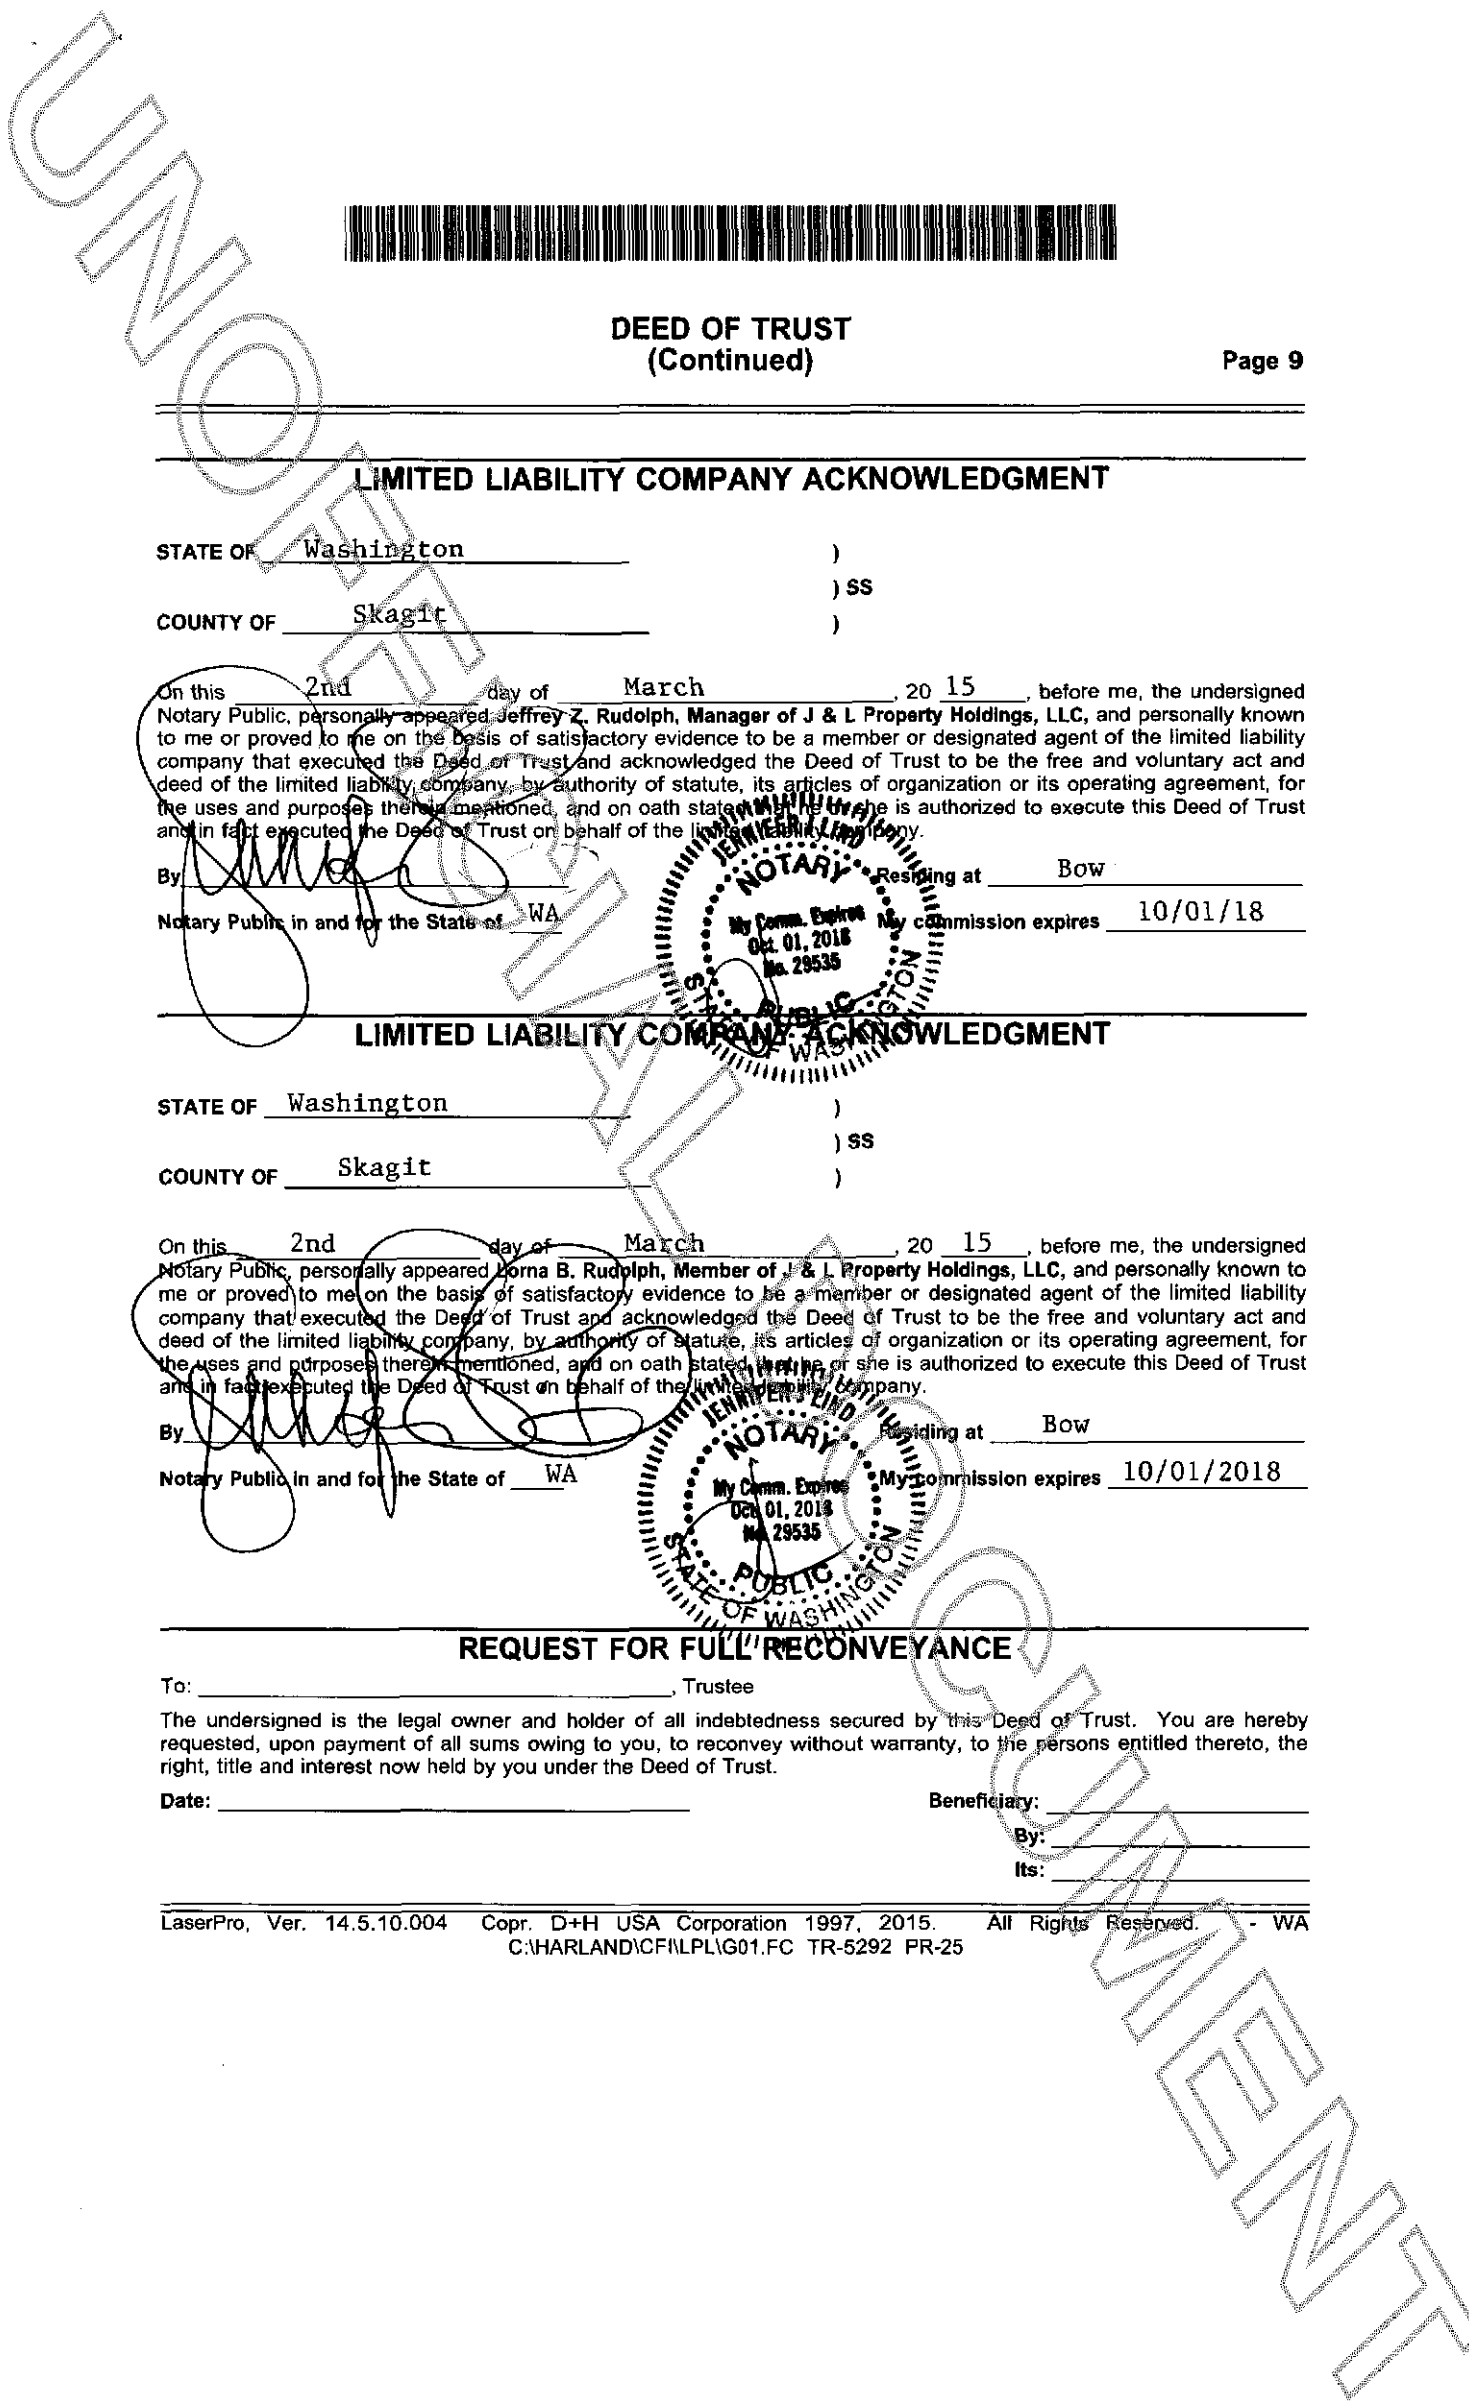 DEED OF TRUST
(Continued)
Page 9
LIMITED LIABILITY COMPANY ACKNOWLEDGMENT
STATE OF Washington )
) SS
COUNTY OF Skagit )
On this 2nd day of March , 20 15 , before me, the undersigned
Notary Public, personally appeared Jeffrey Z. Rudolph, Manager of J & L Property Holdings, LLC, and personally known
to me or proved to me on the basis of satisfactory evidence to be a member or designated agent of the limited liability
company that executed the Deed of Trust and acknowledged the Deed of Trust to be the free and voluntary act and
deed of the limited liability company, by authority of statute, its articles of organization or its operating agreement, for
the uses and purposes therein mentioned, and on oath stated that he or she is authorized to execute this Deed of Trust
and in fact executed the Deed of Trust on behalf of the limited liability company.
By Residing at Bow
Notary Public in and for the State of WA My commission expires 10/01/18
JENNIFER J LIND
NOTARY
My Comm. Expires
Oct. 01, 2018
No. 29535
PUBLIC
STATE OF WASHINGTON
LIMITED LIABILITY COMPANY ACKNOWLEDGMENT
STATE OF Washington )
) SS
COUNTY OF Skagit )
On this 2nd day of March , 20 15 , before me, the undersigned
Notary Public, personally appeared Lorna B. Rudolph, Member of J & L Property Holdings, LLC, and personally known to
me or proved to me on the basis of satisfactory evidence to be a member or designated agent of the limited liability
company that executed the Deed of Trust and acknowledged the Deed of Trust to be the free and voluntary act and
deed of the limited liability company, by authority of statute, its articles of organization or its operating agreement, for
the uses and purposes therein mentioned, and on oath stated that he or she is authorized to execute this Deed of Trust
and in fact executed the Deed of Trust on behalf of the limited liability company.
By Residing at Bow
Notary Public in and for the State of WA My commission expires 10/01/2018
JENNIFER J LIND
NOTARY
My Comm. Expires
Oct. 01, 2018
No. 29535
PUBLIC
STATE OF WASHINGTON
REQUEST FOR FULL RECONVEYANCE
To: , Trustee
The undersigned is the legal owner and holder of all indebtedness secured by this Deed of Trust. You are hereby
requested, upon payment of all sums owing to you, to reconvey without warranty, to the persons entitled thereto, the
right, title and interest now held by you under the Deed of Trust.
Date: Beneficiary:
By:
Its:
LaserPro, Ver. 14.5.10.004 Copr. D+H USA Corporation 1997, 2015. All Rights Reserved. - WA
C:\HARLAND\CFI\LPL\G01.FC TR-5292 PR-25
UNOFFICIAL DOCUMENT